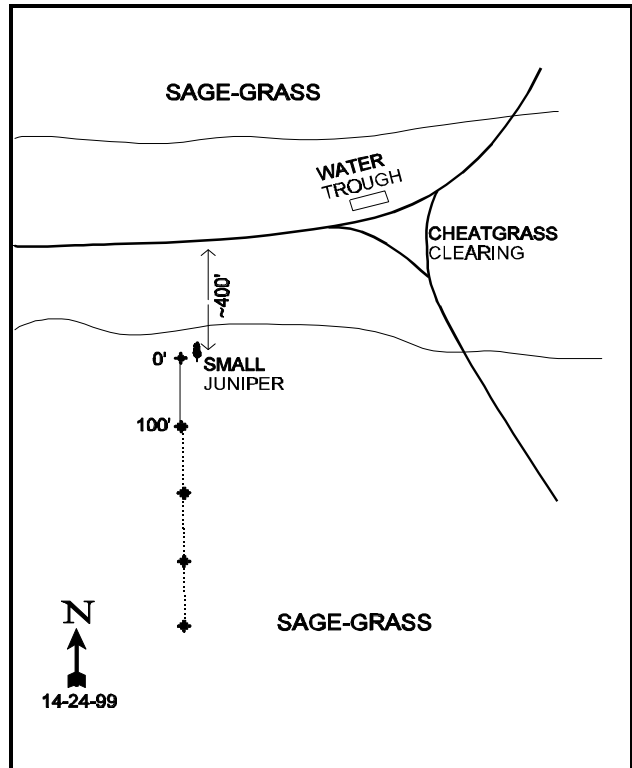 SAGE-GRASS
WATER
TROUGH
CHEATGRASS
CLEARING
~400'
0'
SMALL
JUNIPER
100'
SAGE-GRASS
N
14-24-99